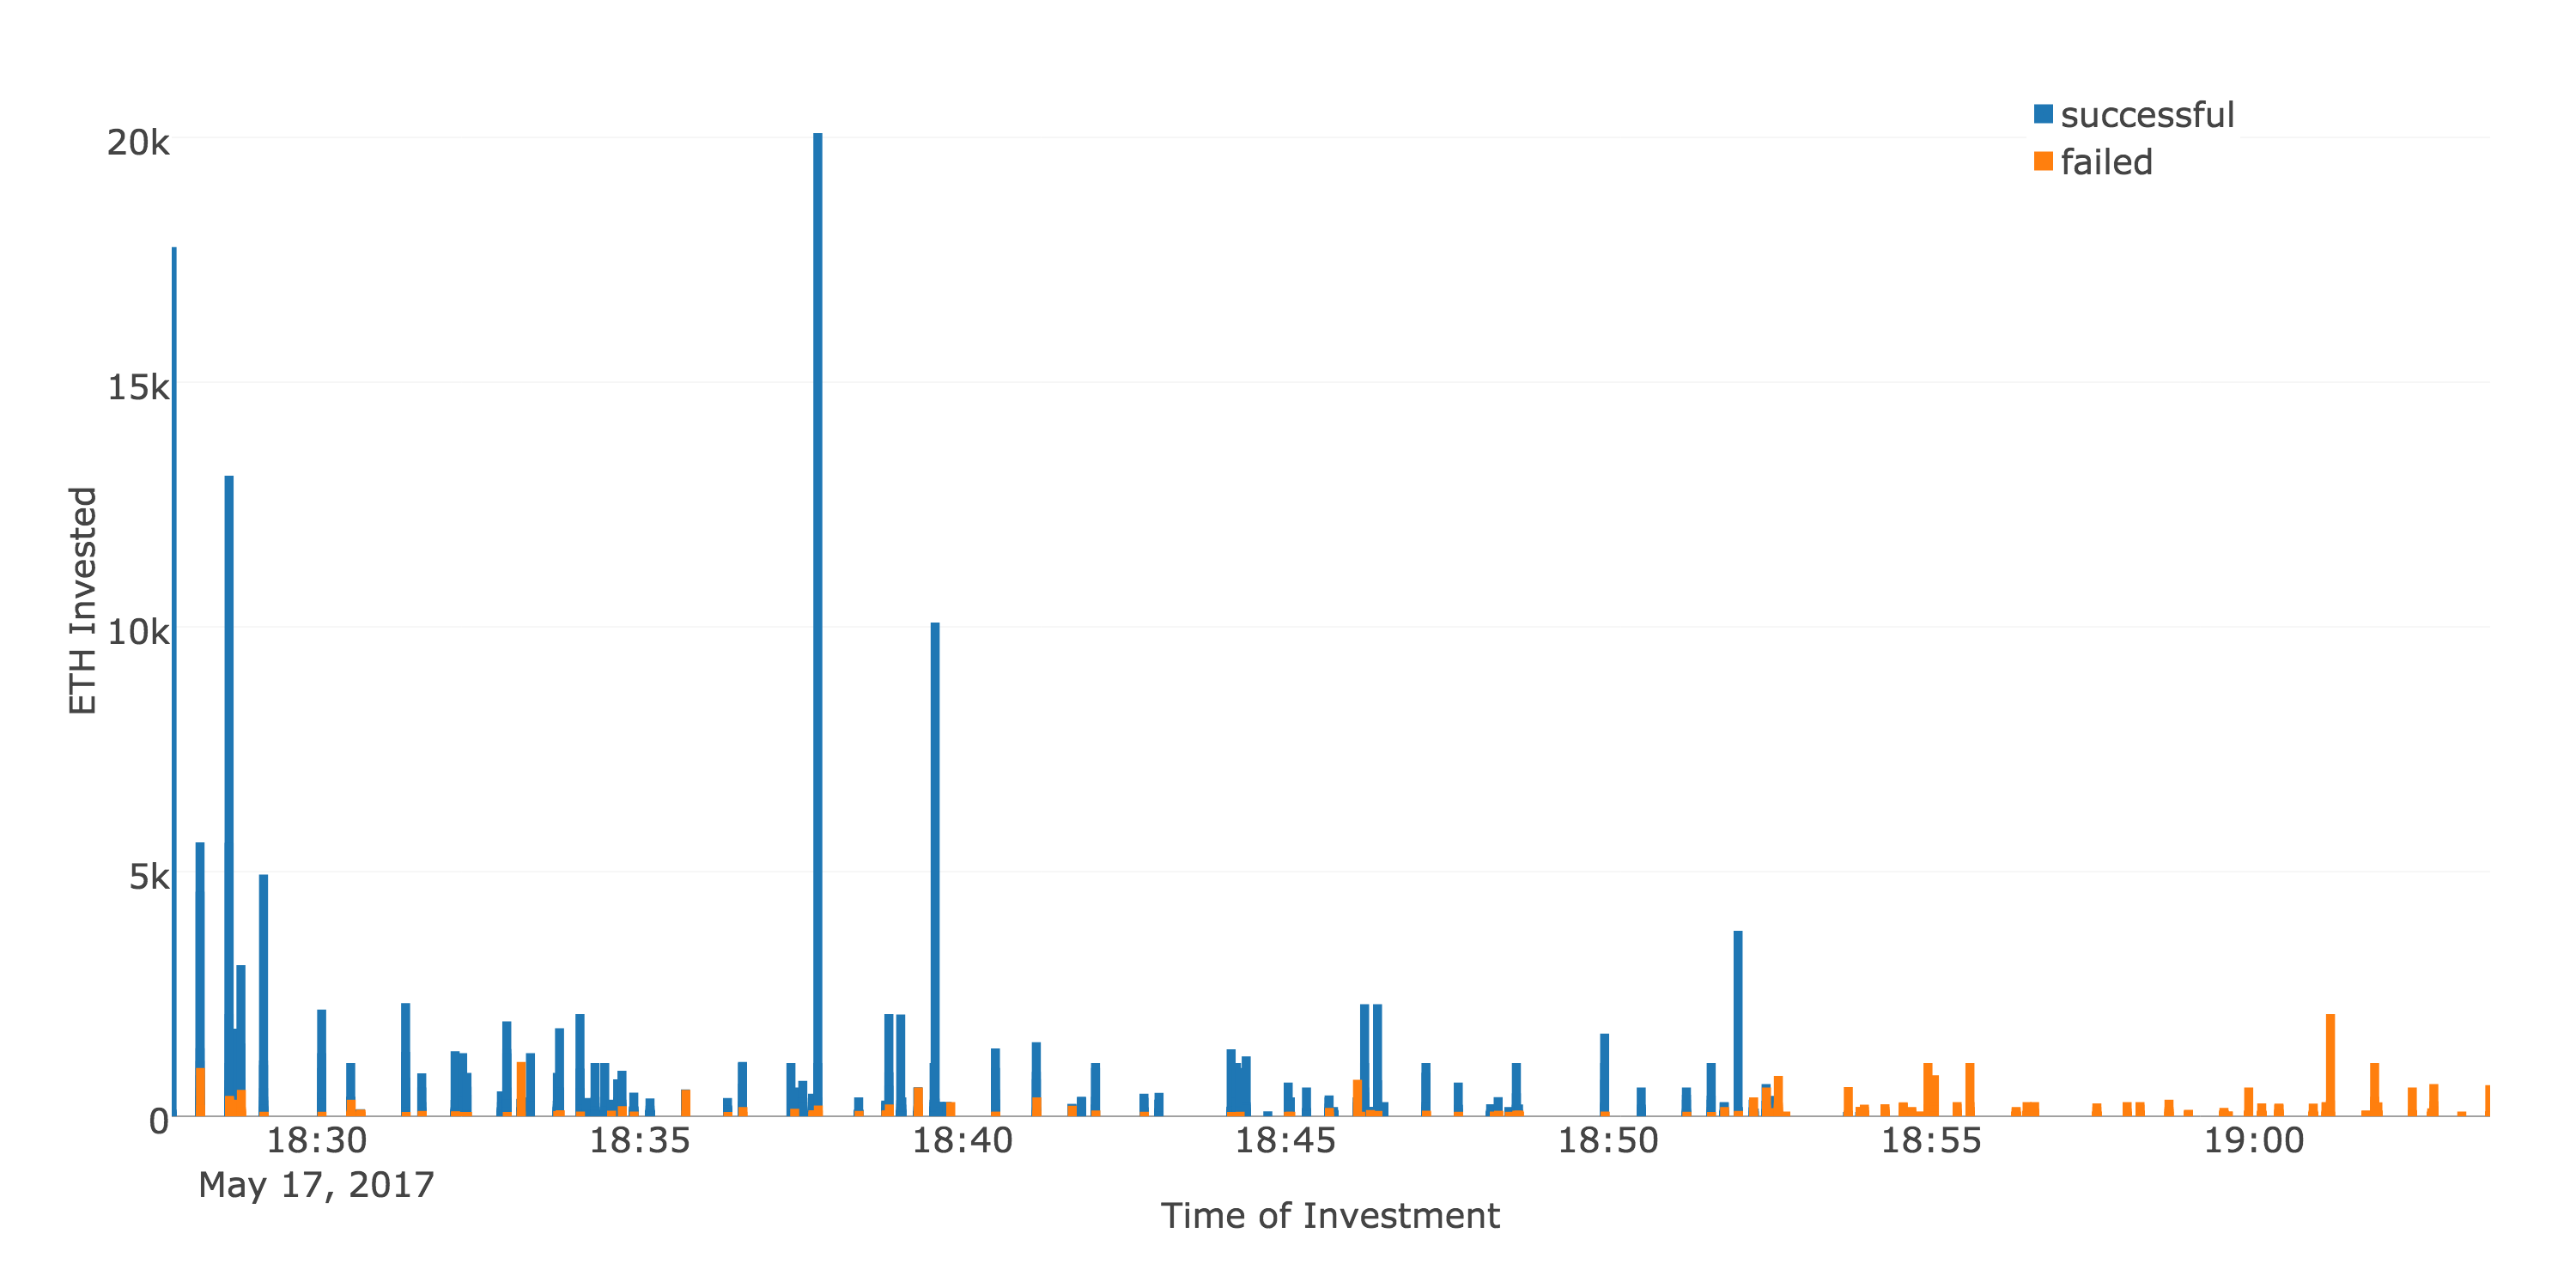 successful
failed
20k
15k
10k
5k
0
ETH Invested
18:30 18:35 18:40 18:45 18:50 18:55 19:00
May 17, 2017
Time of Investment